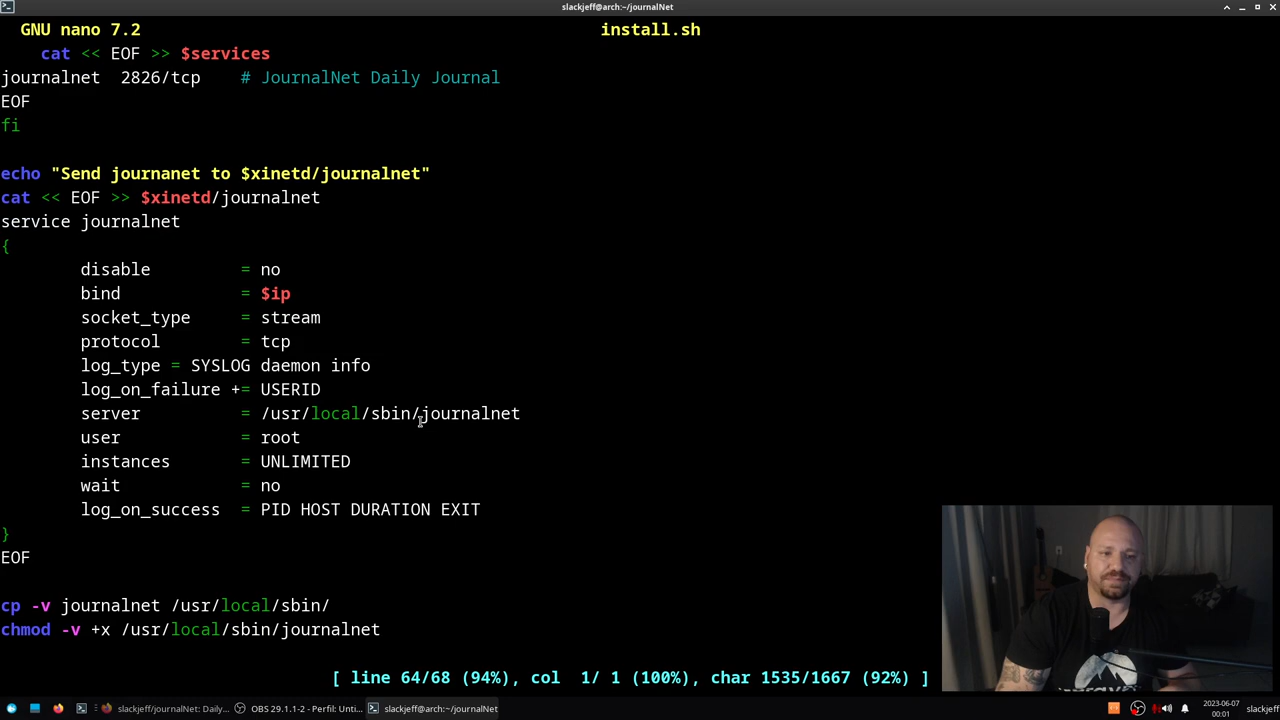 slackjeff@arch:~/journalNet
GNU nano 7.2 install.sh
cat << EOF >> $services
journalnet 2826/tcp # JournalNet Daily Journal
EOF
fi
echo "Send journanet to $xinetd/journalnet"
cat << EOF >> $xinetd/journalnet
service journalnet
{
disable = no
bind = $ip
socket_type = stream
protocol = tcp
log_type = SYSLOG daemon info
log_on_failure += USERID
server = /usr/local/sbin/journalnet
user = root
instances = UNLIMITED
wait = no
log_on_success = PID HOST DURATION EXIT
}
EOF
cp -v journalnet /usr/local/sbin/
chmod -v +x /usr/local/sbin/journalnet
[ line 64/68 (94%), col 1/ 1 (100%), char 1535/1667 (92%) ]
slackjeff/journalNet: Daily... OBS 29.1.1-2 - Perfil: Unti... slackjeff@arch:~/journalNet 2023-06-07 slackjeff
00:01